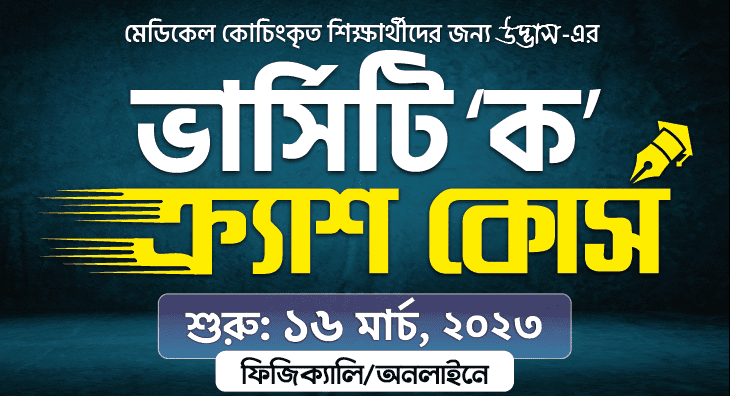 মেডিকেল কোচিংকৃত শিক্ষার্থীদের জন্য উদ্ভাস-এর
ভার্সিটি ‘ক’
ক্র্যাশ কোর্স
শুরু: ১৬ মার্চ, ২০২৩
ফিজিক্যালি/অনলাইনে